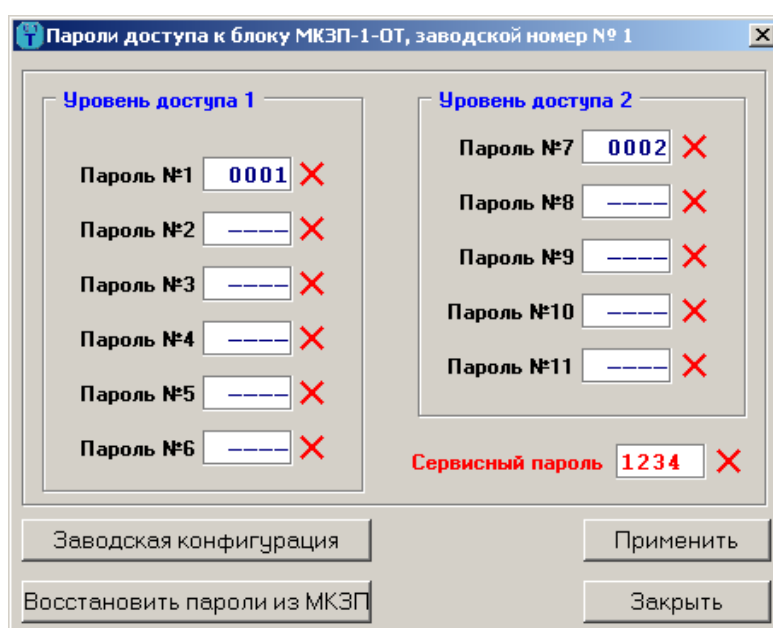 Пароли доступа к блоку МКЗП-1-ОТ, заводской номер № 1
Уровень доступа 1
Пароль №1 0001
Пароль №2 ----
Пароль №3 ----
Пароль №4 ----
Пароль №5 ----
Пароль №6 ----
Уровень доступа 2
Пароль №7 0002
Пароль №8 ----
Пароль №9 ----
Пароль №10 ----
Пароль №11 ----
Сервисный пароль 1234
Заводская конфигурация
Применить
Восстановить пароли из МКЗП
Закрыть